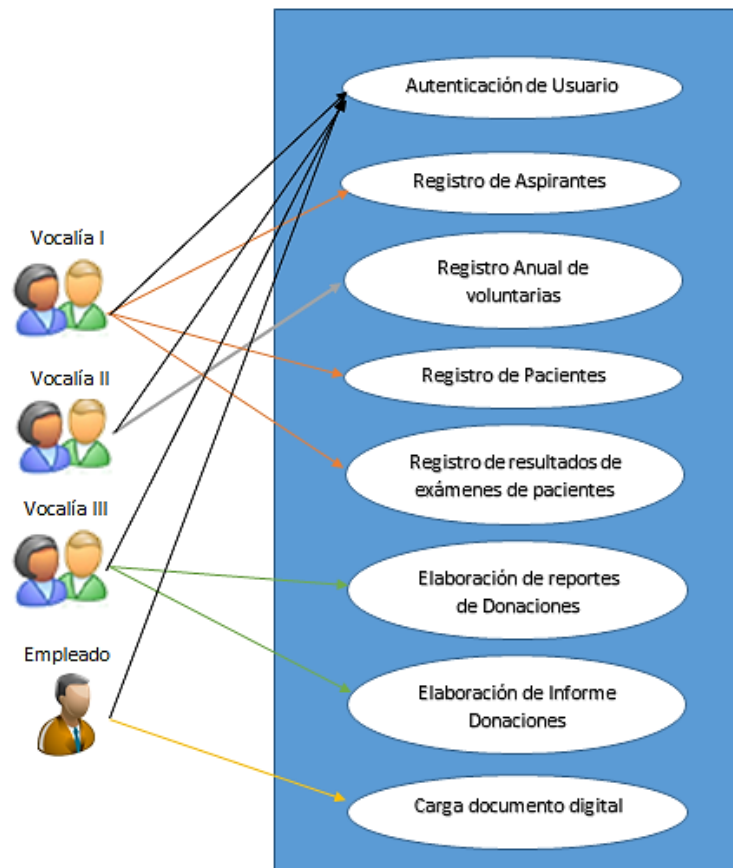 Autenticación de Usuario
Registro de Aspirantes
Vocalía I
Registro Anual de
voluntarias
Vocalía II
Registro de Pacientes
Registro de resultados de
exámenes de pacientes
Vocalía III
Elaboración de reportes
de Donaciones
Empleado
Elaboración de Informe
Donaciones
Carga documento digital